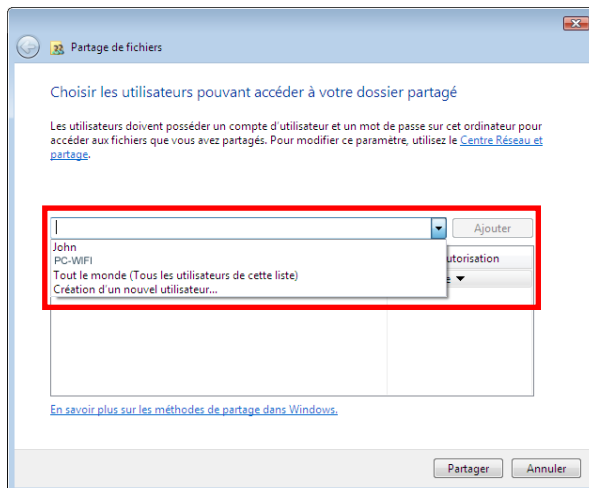 Partage de fichiers
Choisir les utilisateurs pouvant accéder à votre dossier partagé
Les utilisateurs doivent posséder un compte d'utilisateur et un mot de passe sur cet ordinateur pour
accéder aux fichiers que vous avez partagés. Pour modifier ce paramètre, utilisez le Centre Réseau et
partage.
Ajouter
John
PC-WIFI
utorisation
Tout le monde (Tous les utilisateurs de cette liste)
Création d'un nouvel utilisateur...
En savoir plus sur les méthodes de partage dans Windows.
Partager Annuler